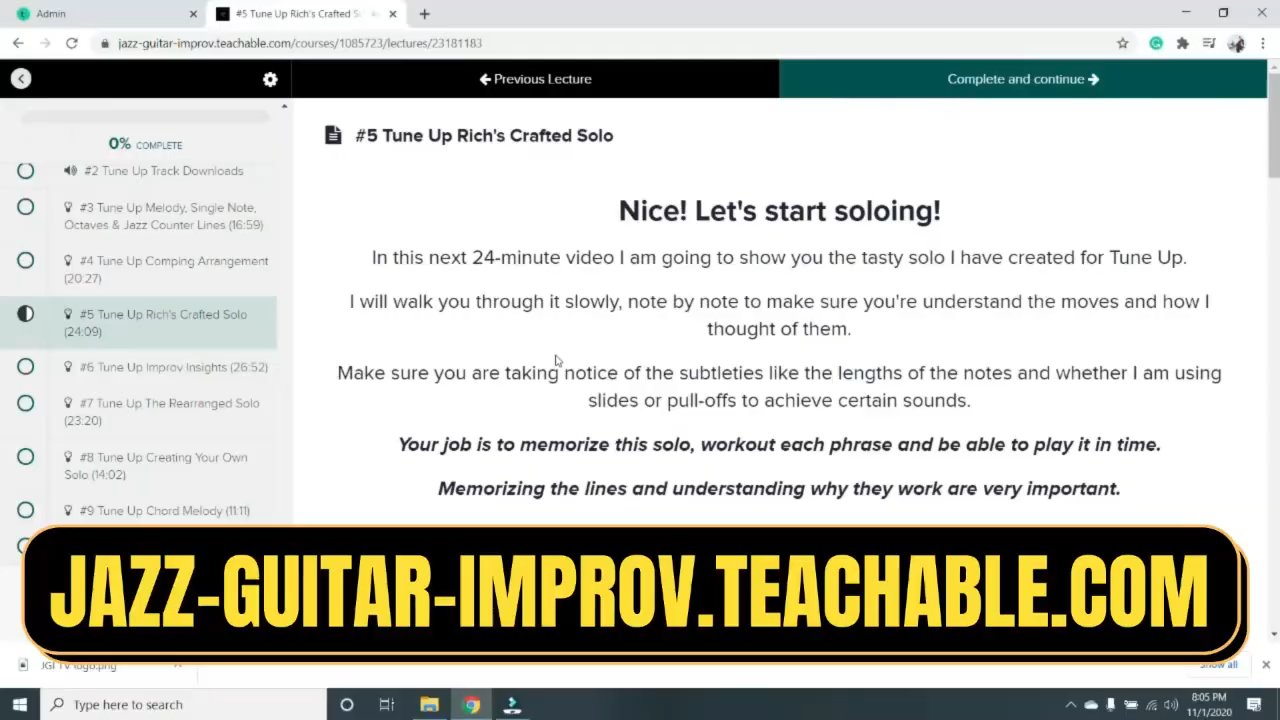 Admin
#5 Tune Up Rich's Crafted So
jazz-guitar-improv.teachable.com/courses/1085723/lectures/23181183
Previous Lecture
Complete and continue
0% COMPLETE
#2 Tune Up Track Downloads
#3 Tune Up Melody, Single Note,
Octaves & Jazz Counter Lines (16:59)
#4 Tune Up Comping Arrangement
(20:27)
#5 Tune Up Rich's Crafted Solo
(24:09)
#6 Tune Up Improv Insights (26:52)
#7 Tune Up The Rearranged Solo
(23:20)
#8 Tune Up Creating Your Own
Solo (14:02)
#9 Tune Up Chord Melody (11:11)
#5 Tune Up Rich's Crafted Solo
Nice! Let's start soloing!
In this next 24-minute video I am going to show you the tasty solo I have created for Tune Up.
I will walk you through it slowly, note by note to make sure you're understand the moves and how I
thought of them.
Make sure you are taking notice of the subtleties like the lengths of the notes and whether I am using
slides or pull-offs to achieve certain sounds.
Your job is to memorize this solo, workout each phrase and be able to play it in time.
Memorizing the lines and understanding why they work are very important.
JAZZ-GUITAR-IMPROV.TEACHABLE.COM
Show all
Type here to search
8:05 PM
11/1/2020